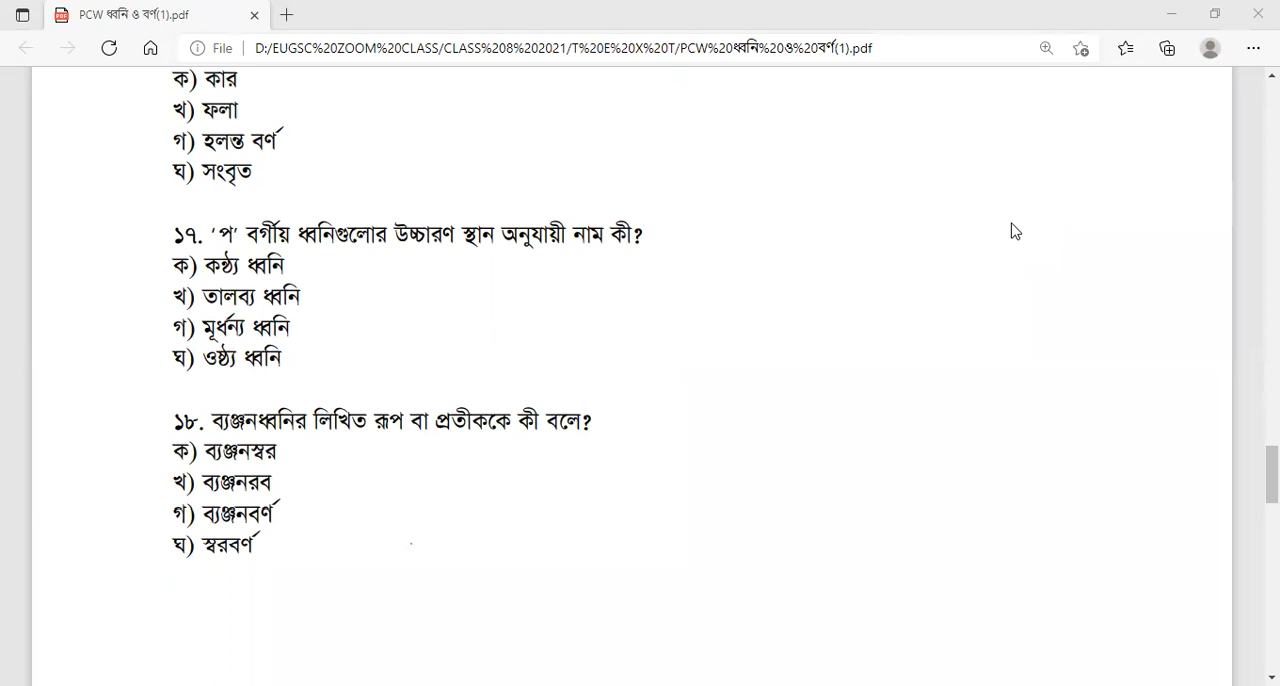 PCW ধ্বনি ও বর্ণ(1).pdf
File D:/EUGSC%20ZOOM%20CLASS/CLASS%208%202021/T%20E%20X%20T/PCW%20ধ্বনি%20ও%20বর্ণ(1).pdf
ক) কার
খ) ফলা
গ) হলন্ত বর্ণ
ঘ) সংবৃত
১৭. ‘প’ বর্গীয় ধ্বনিগুলোর উচ্চারণ স্থান অনুযায়ী নাম কী?
ক) কন্ঠ্য ধ্বনি
খ) তালব্য ধ্বনি
গ) মূর্ধন্য ধ্বনি
ঘ) ওষ্ঠ্য ধ্বনি
১৮. ব্যঞ্জনধ্বনির লিখিত রূপ বা প্রতীককে কী বলে?
ক) ব্যঞ্জনস্বর
খ) ব্যঞ্জনরব
গ) ব্যঞ্জনবর্ণ
ঘ) স্বরবর্ণ